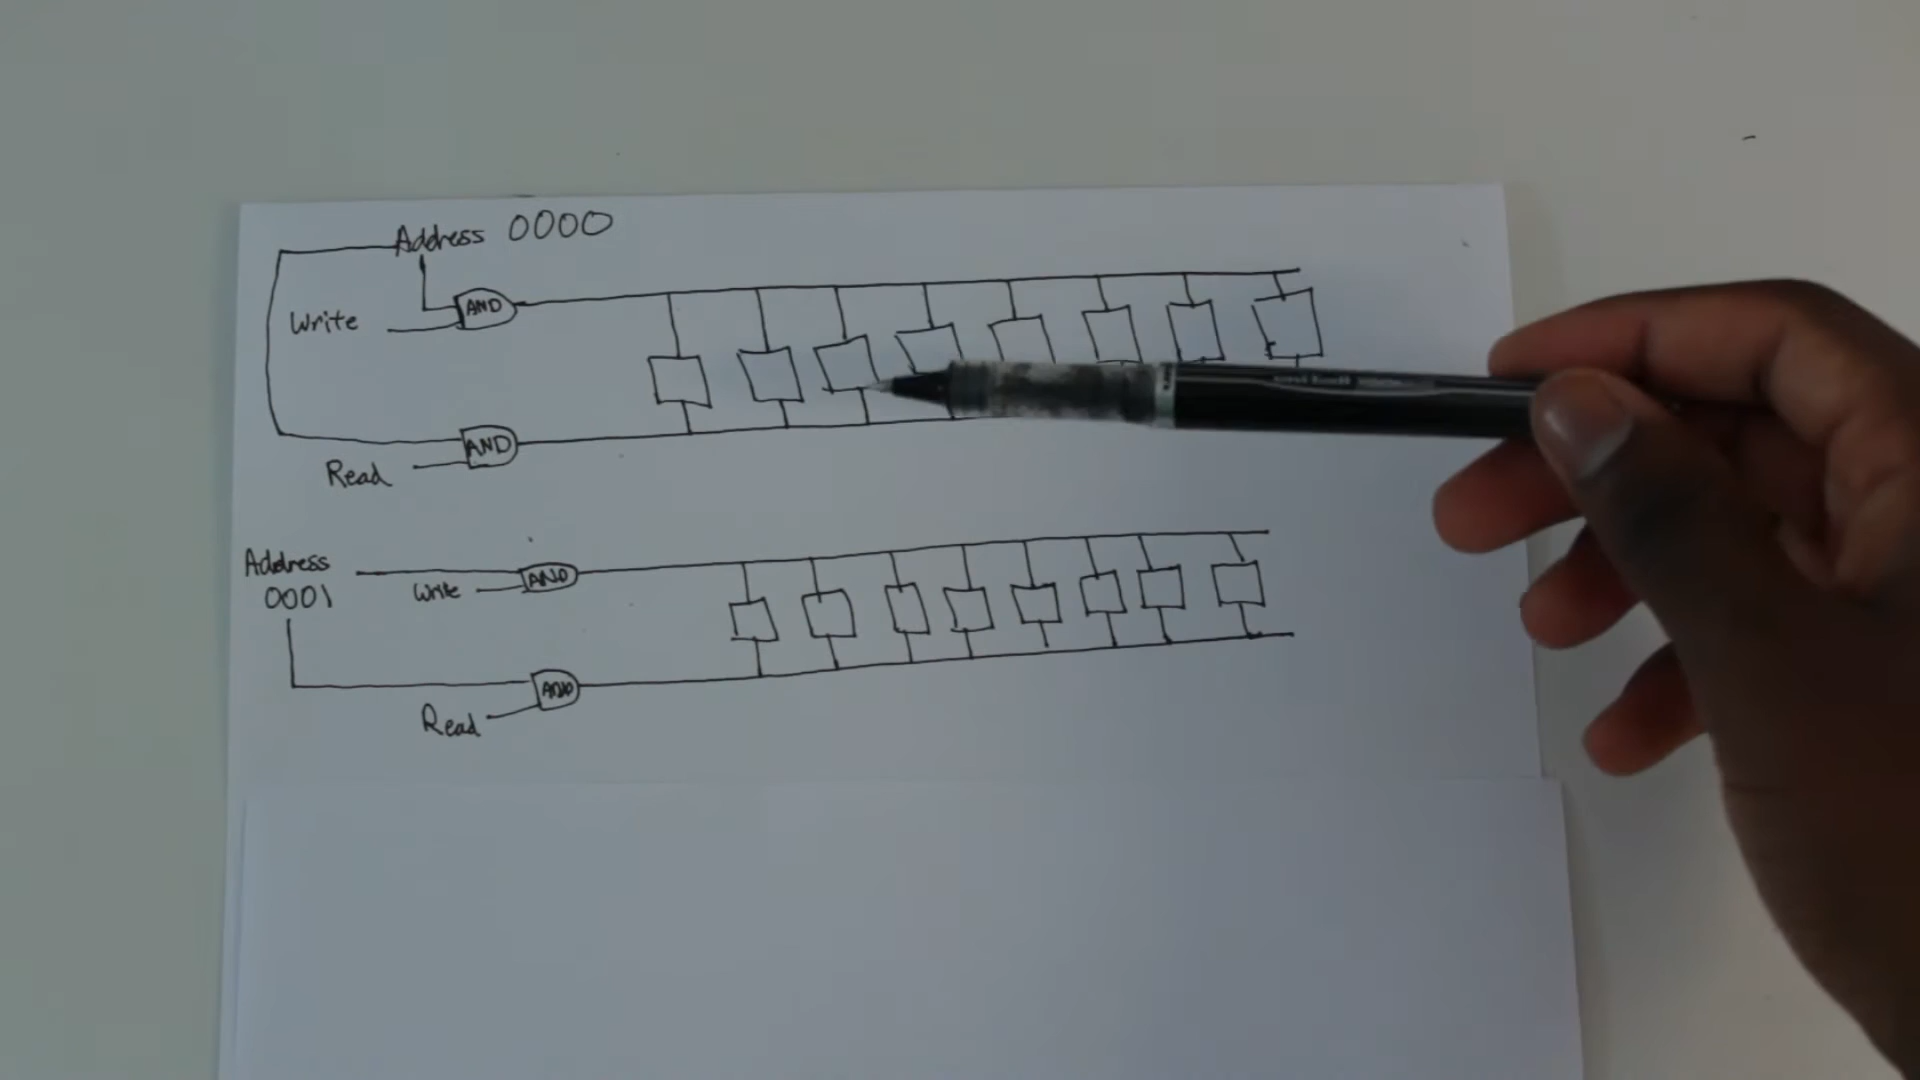 Address 0000
Write
AND
AND
Read
Address
0001
Write
AND
AND
Read